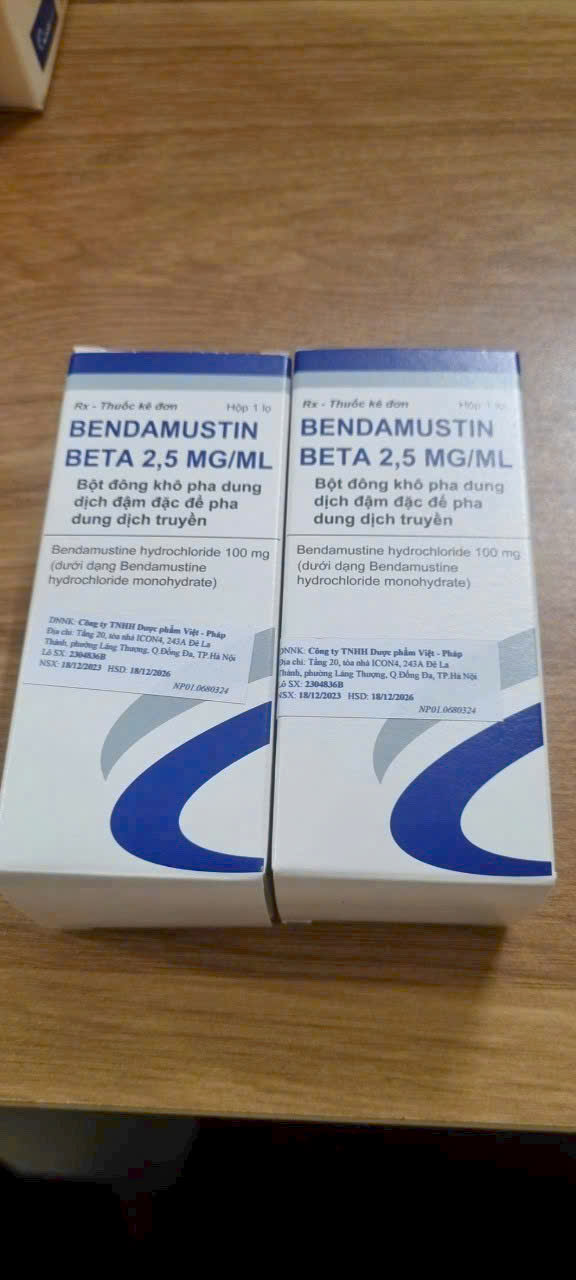 Rx - Thuốc kê đơn Hộp 1 lọ
BENDAMUSTIN
BETA 2,5 MG/ML
Bột đông khô pha dung
dịch đậm đặc để pha
dung dịch truyền
Bendamustine hydrochloride 100 mg
(dưới dạng Bendamustine
hydrochloride monohydrate)
DNNK: Công ty TNHH Dược phẩm Việt - Pháp
Địa chỉ: Tầng 20, tòa nhà ICON4, 243A Đê La
Thành, phường Láng Thượng, Q.Đống Đa, TP.Hà Nội
Lô SX: 2304836B
NSX: 18/12/2023 HSD: 18/12/2026
NP01.0680324
Rx - Thuốc kê đơn Hộp 1 lọ
BENDAMUSTIN
BETA 2,5 MG/ML
Bột đông khô pha dung
dịch đậm đặc để pha
dung dịch truyền
Bendamustine hydrochloride 100 mg
(dưới dạng Bendamustine
hydrochloride monohydrate)
DNNK: Công ty TNHH Dược phẩm Việt - Pháp
Địa chỉ: Tầng 20, tòa nhà ICON4, 243A Đê La
Thành, phường Láng Thượng, Q.Đống Đa, TP.Hà Nội
Lô SX: 2304836B
NSX: 18/12/2023 HSD: 18/12/2026
NP01.0680324